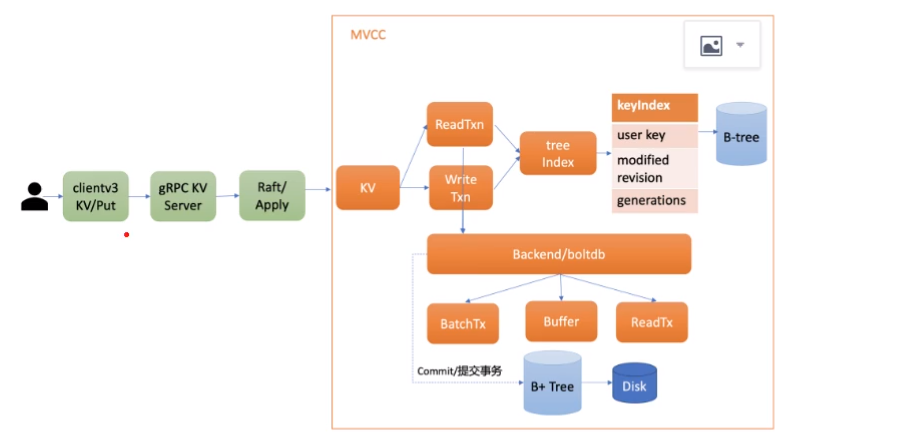 MVCC
clientv3
KV/Put
gRPC KV
Server
Raft/
Apply
KV
ReadTxn
Write
Txn
tree
Index
keyIndex
user key
modified
revision
generations
B-tree
Backend/boltdb
BatchTx
Buffer
ReadTx
Commit/提交事务
B+ Tree
Disk